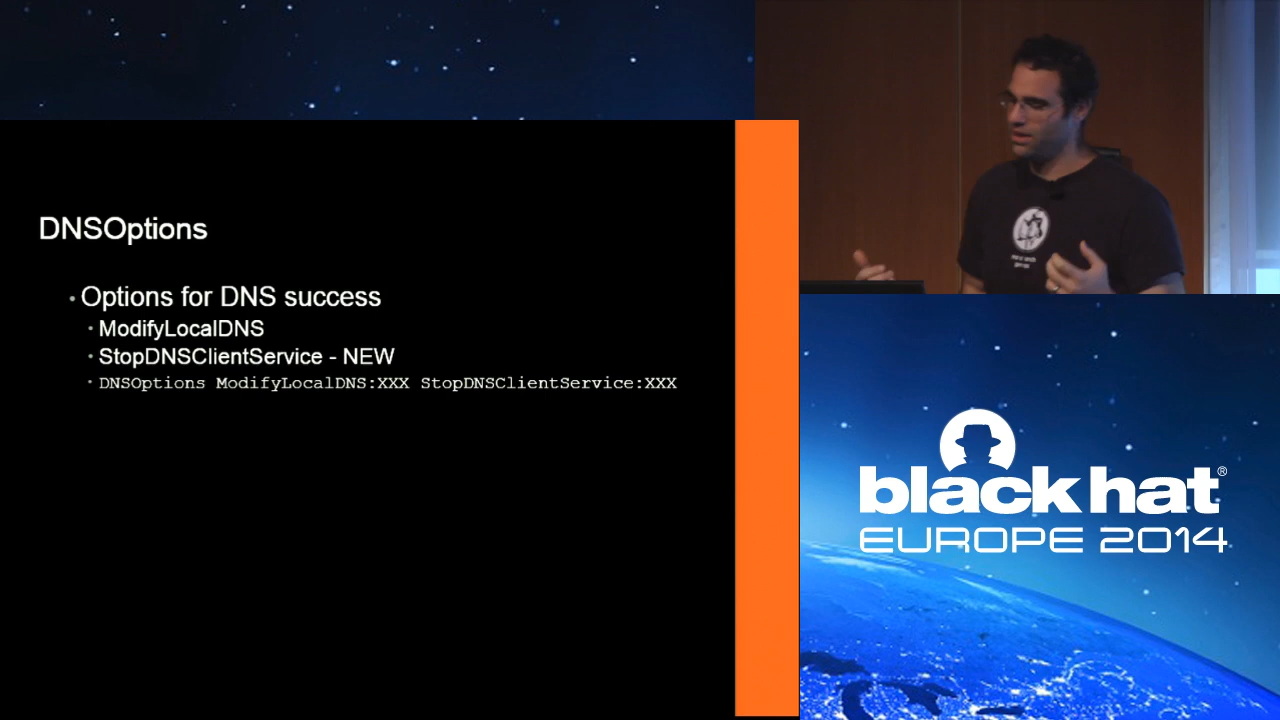 DNSOptions
• Options for DNS success
• ModifyLocalDNS
• StopDNSClientService - NEW
• DNSOptions ModifyLocalDNS:XXX StopDNSClientService:XXX
black hat®
EUROPE 2014